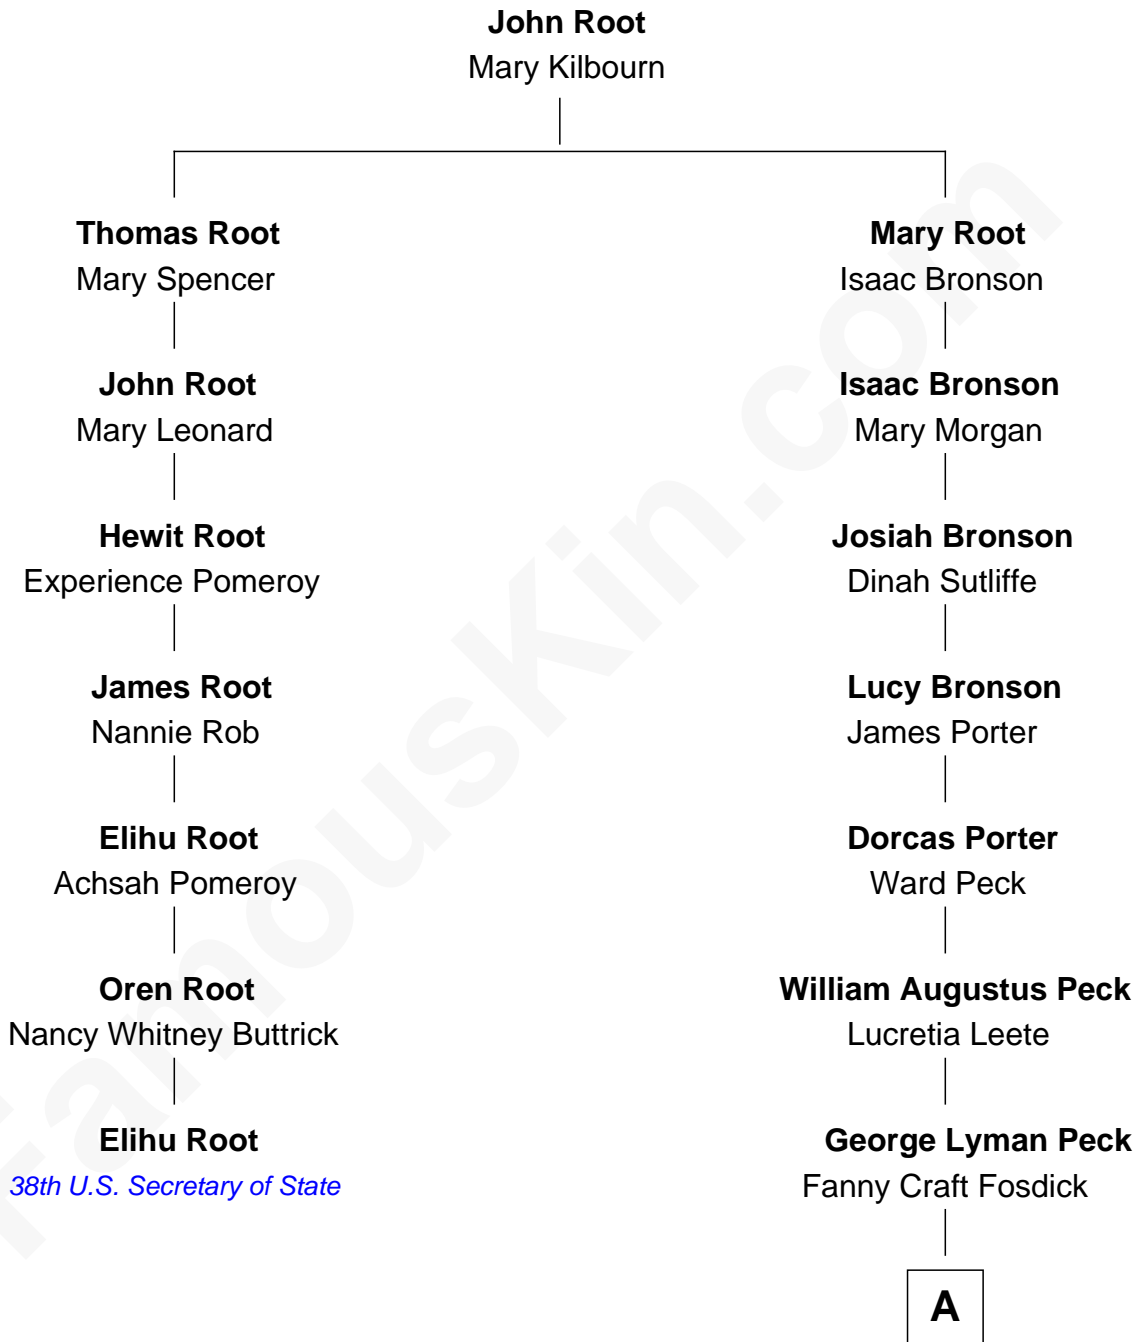 John Root
Mary Kilbourn
Thomas Root
Mary Spencer
Mary Root
Isaac Bronson
John Root
Mary Leonard
Isaac Bronson
Mary Morgan
Hewit Root
Experience Pomeroy
Josiah Bronson
Dinah Sutliffe
James Root
Nannie Rob
Lucy Bronson
James Porter
Elihu Root
Achsah Pomeroy
Dorcas Porter
Ward Peck
Oren Root
Nancy Whitney Buttrick
William Augustus Peck
Lucretia Leete
Elihu Root
38th U.S. Secretary of State
George Lyman Peck
Fanny Craft Fosdick
A
FamousKin.com